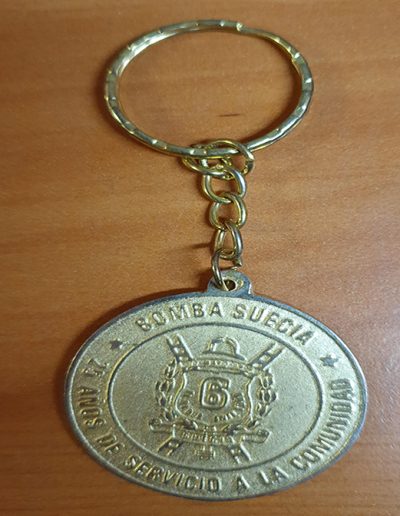 BOMBA SUECIA
AÑOS DE SERVICIO A LA COMUNIDAD
6